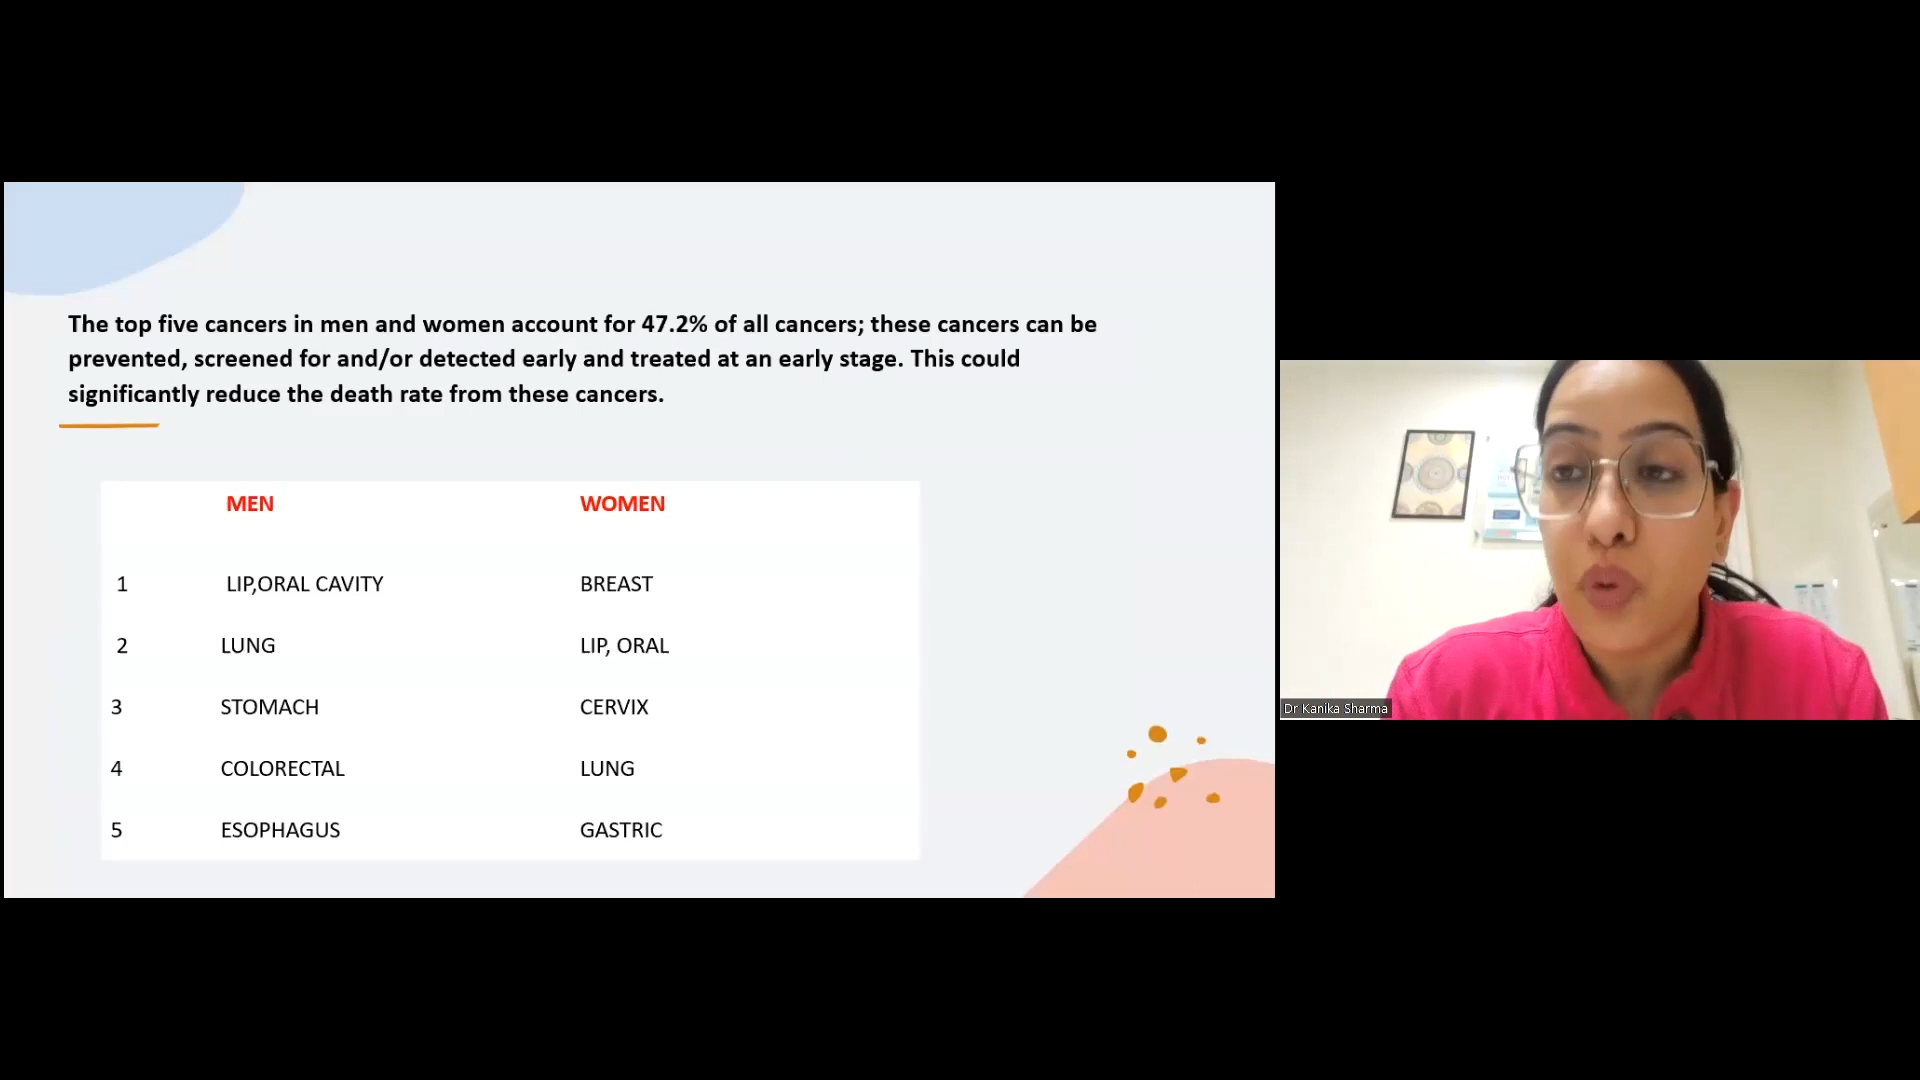 The top five cancers in men and women account for 47.2% of all cancers; these cancers can be
prevented, screened for and/or detected early and treated at an early stage. This could
significantly reduce the death rate from these cancers.
MEN WOMEN
1 LIP,ORAL CAVITY BREAST
2 LUNG LIP, ORAL
3 STOMACH CERVIX
4 COLORECTAL LUNG
5 ESOPHAGUS GASTRIC
Dr Kanika Sharma